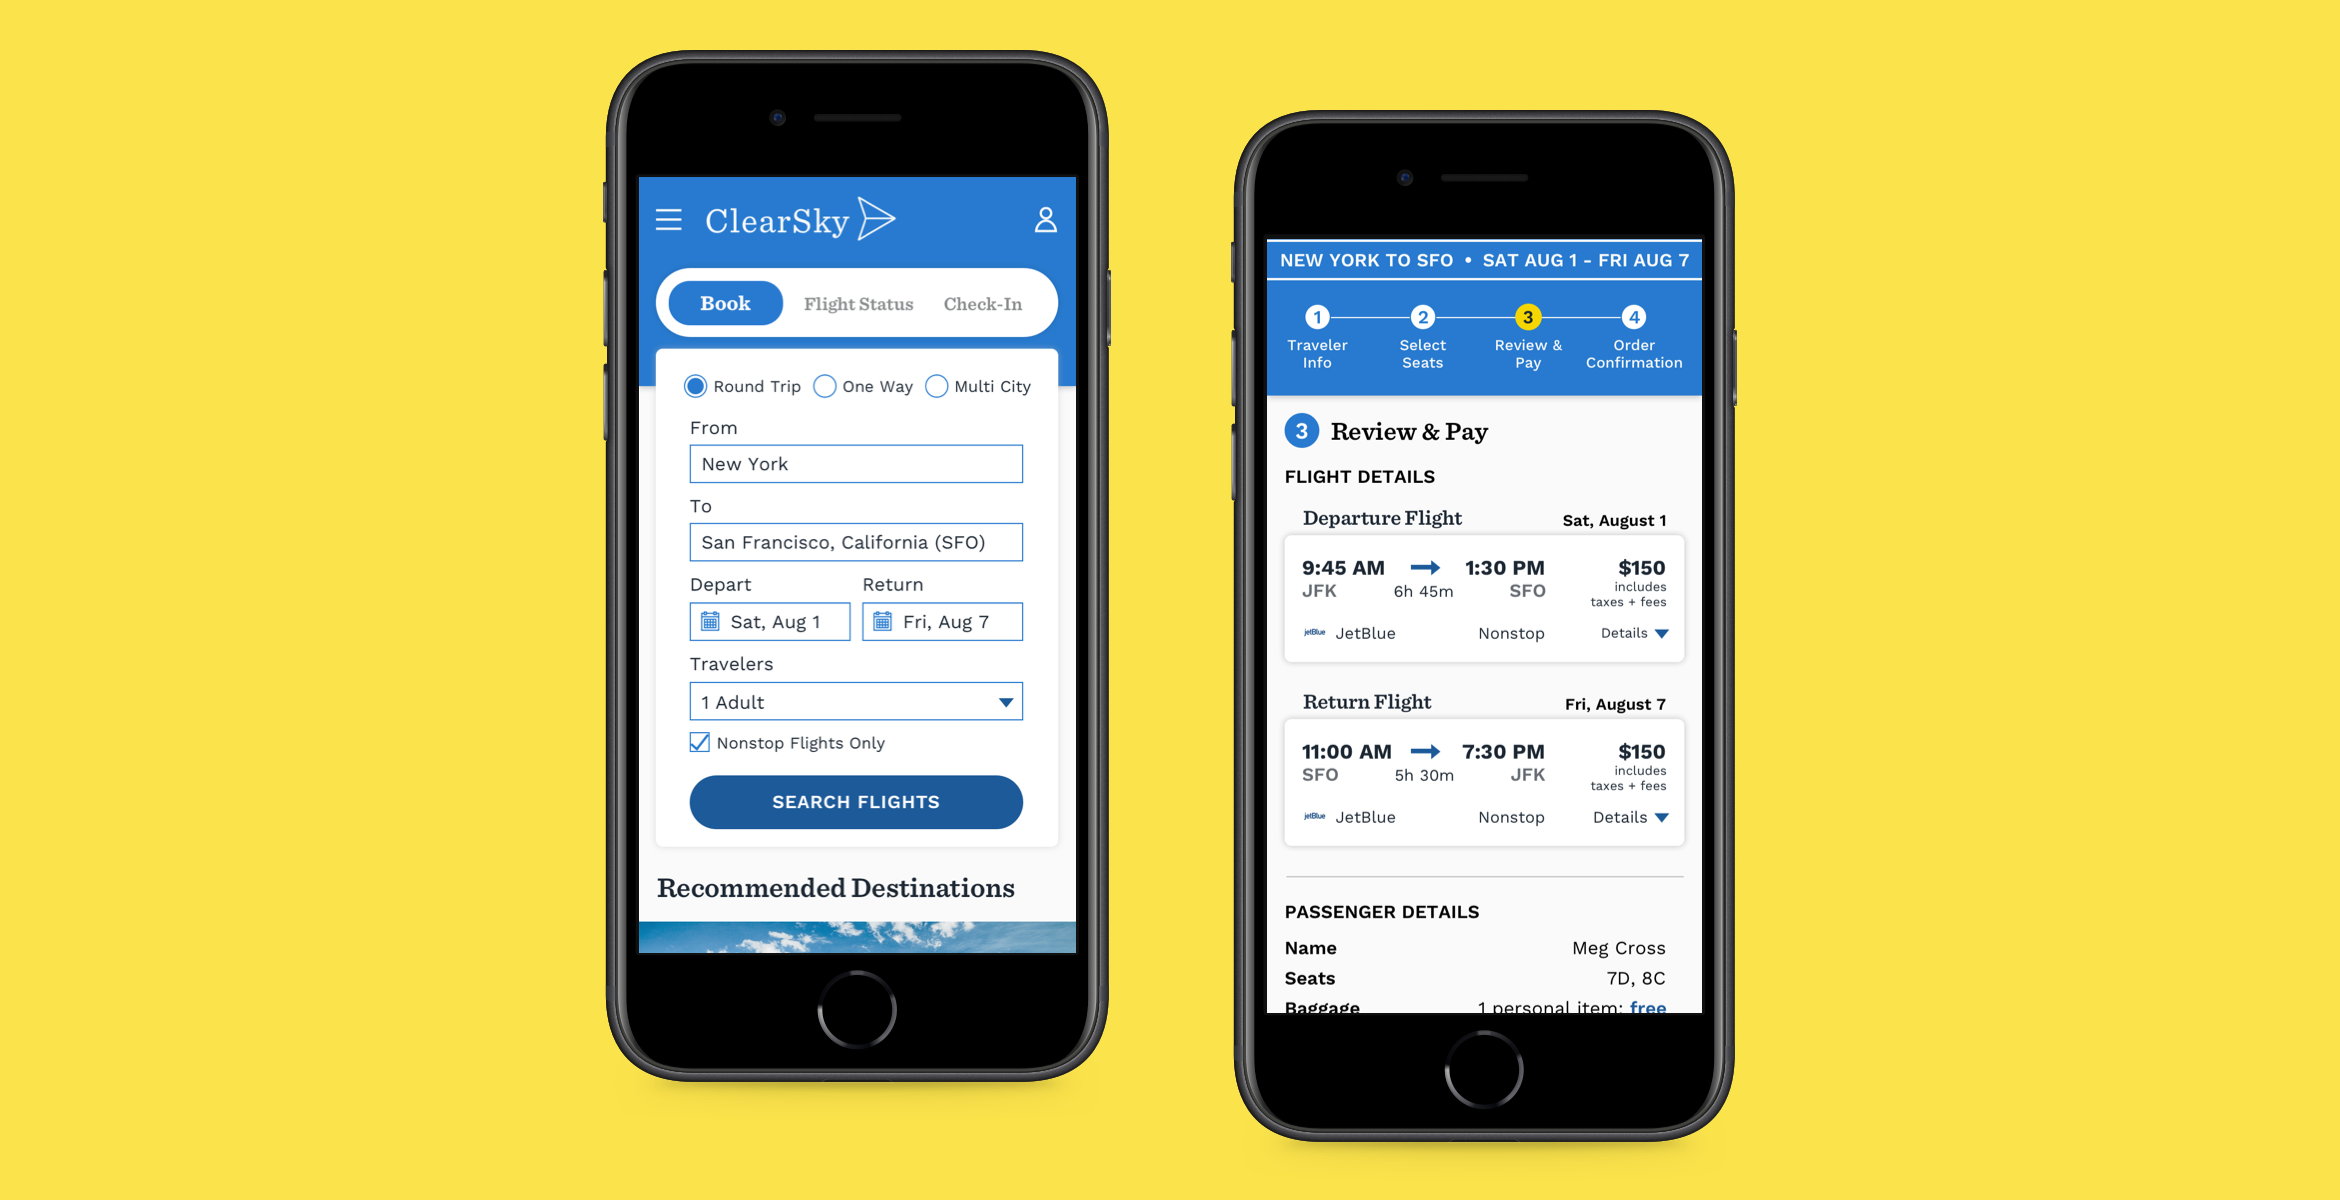 ClearSky
Book Flight Status Check-In
Round Trip One Way Multi City
From
New York
To
San Francisco, California (SFO)
Depart Return
Sat, Aug 1 Fri, Aug 7
Travelers
1 Adult
Nonstop Flights Only
SEARCH FLIGHTS
Recommended Destinations
NEW YORK TO SFO • SAT AUG 1 - FRI AUG 7
1 2 3 4
Traveler Info
Select Seats
Review & Pay
Order Confirmation
3 Review & Pay
FLIGHT DETAILS
Departure Flight Sat, August 1
9:45 AM 1:30 PM $150
JFK 6h 45m SFO includes
taxes + fees
jetBlue JetBlue Nonstop Details
Return Flight Fri, August 7
11:00 AM 7:30 PM $150
SFO 5h 30m JFK includes
taxes + fees
jetBlue JetBlue Nonstop Details
PASSENGER DETAILS
Name Meg Cross
Seats 7D, 8C
Baggage 1 personal item: free